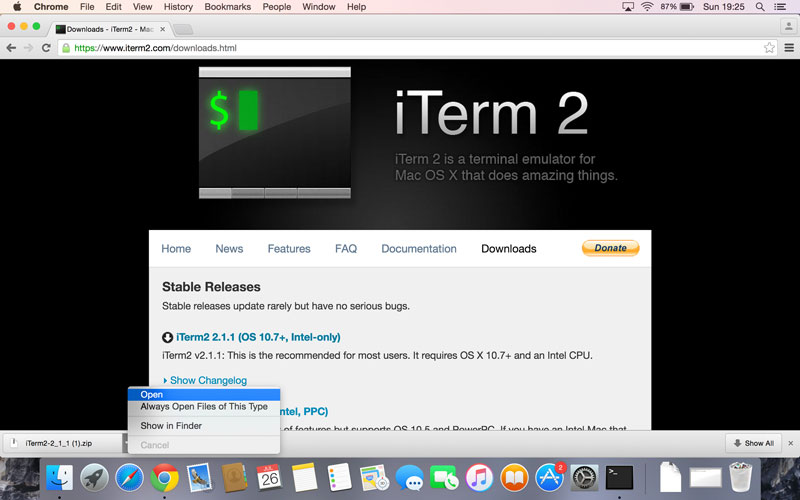 Chrome File Edit View History Bookmarks People Window Help 87% Sun 19:25
Downloads - iTerm2 - Mac
https://www.iterm2.com/downloads.html
$
iTerm 2
iTerm 2 is a terminal emulator for
Mac OS X that does amazing things.
Home News Features FAQ Documentation Downloads Donate
Stable Releases
Stable releases update rarely but have no serious bugs.
iTerm2 2.1.1 (OS 10.7+, Intel-only)
iTerm2 v2.1.1: This is the recommended for most users. It requires OS X 10.7+ and an Intel CPU.
Show Changelog
Open
Always Open Files of This Type
ntel, PPC)
Show in Finder
of features but supports OS 10.5 and PowerPC. If you have an Intel Mac that
Cancel
iTerm2-2_1_1 (1).zip
Show All
JUL
26
2
>_